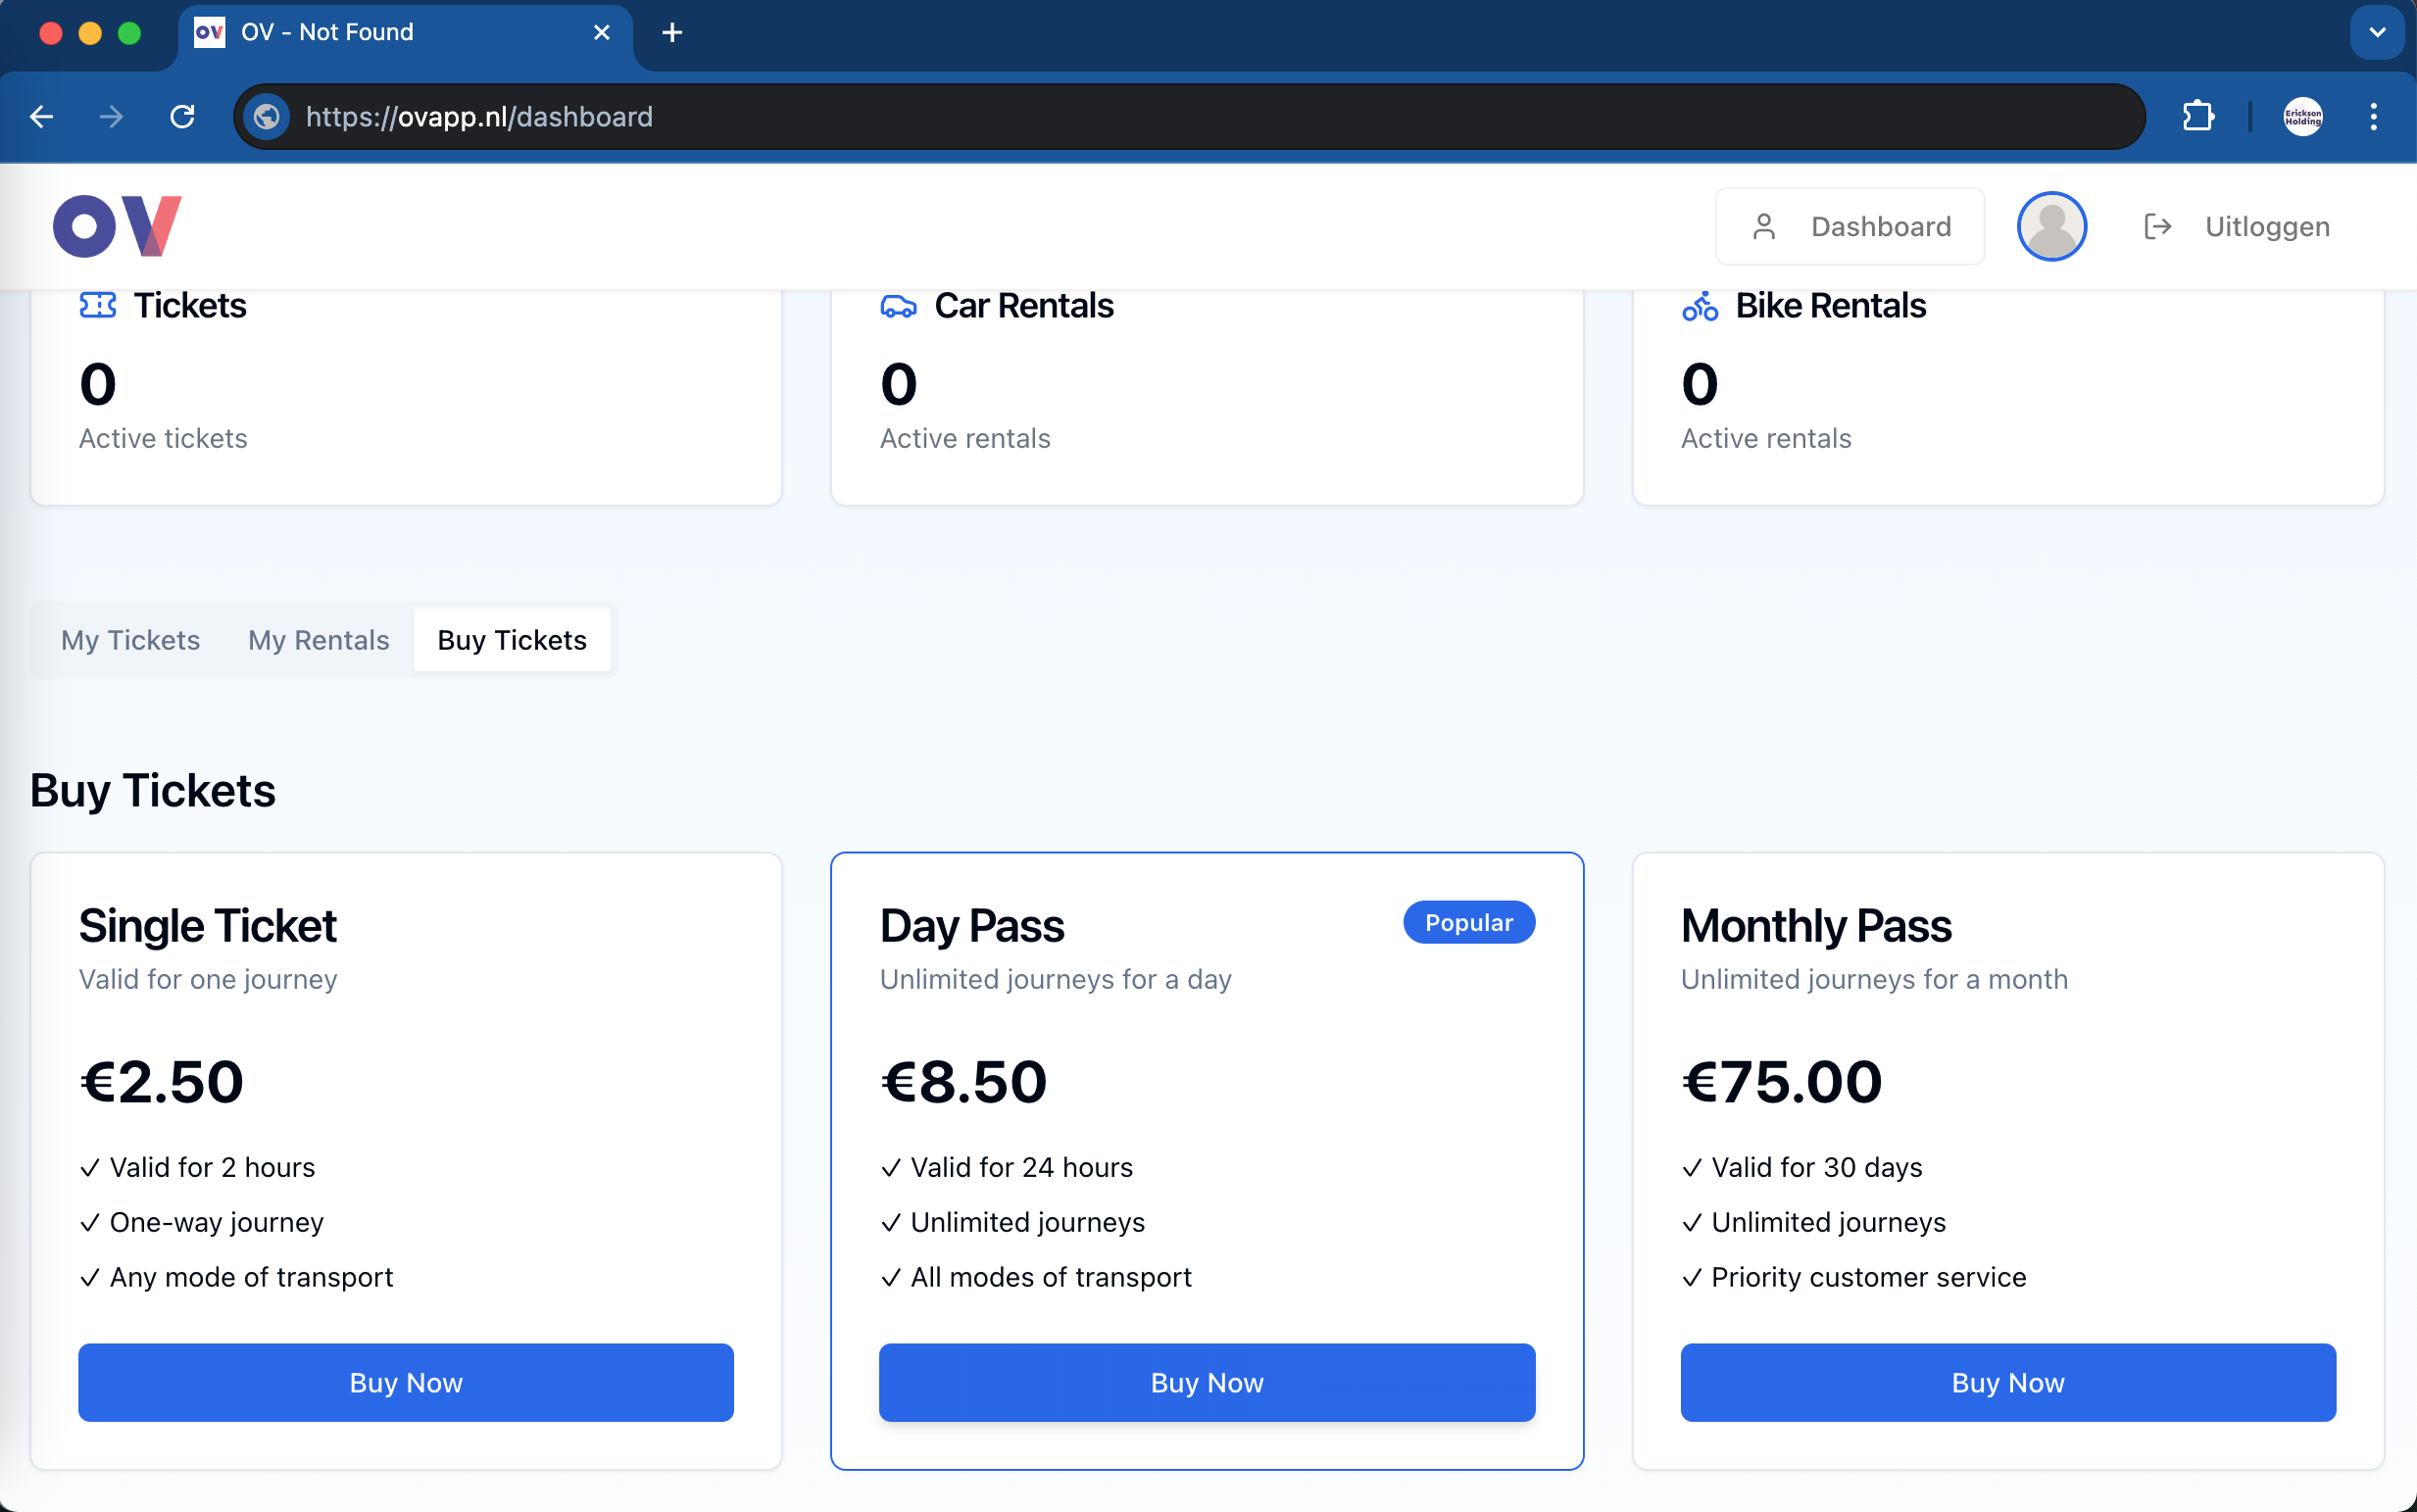 OV OV - Not Found
https://ovapp.nl/dashboard
Erickson
Holding
OV
Dashboard
Uitloggen
Tickets
0
Active tickets
Car Rentals
0
Active rentals
Bike Rentals
0
Active rentals
My Tickets My Rentals Buy Tickets
Buy Tickets
Single Ticket
Valid for one journey
€2.50
✓ Valid for 2 hours
✓ One-way journey
✓ Any mode of transport
Buy Now
Day Pass
Popular
Unlimited journeys for a day
€8.50
✓ Valid for 24 hours
✓ Unlimited journeys
✓ All modes of transport
Buy Now
Monthly Pass
Unlimited journeys for a month
€75.00
✓ Valid for 30 days
✓ Unlimited journeys
✓ Priority customer service
Buy Now